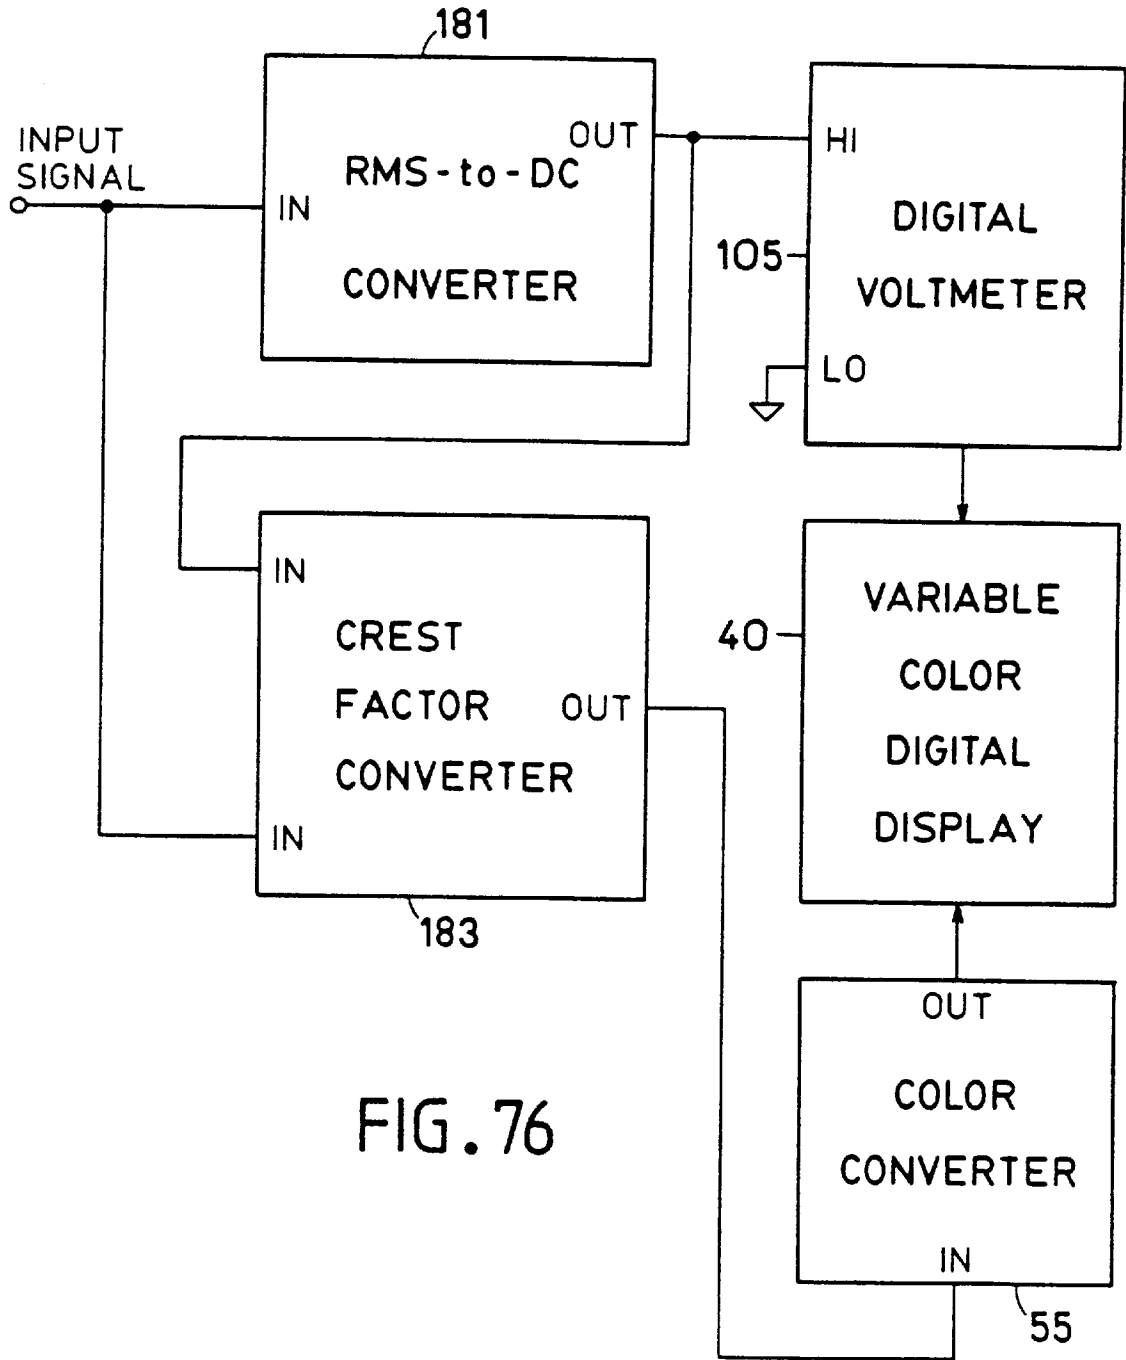 181
INPUT
SIGNAL
IN
OUT
RMS-to-DC
CONVERTER
HI
105
DIGITAL
VOLTMETER
LO
IN
CREST
FACTOR
CONVERTER
OUT
IN
183
40
VARIABLE
COLOR
DIGITAL
DISPLAY
OUT
COLOR
CONVERTER
IN
55
FIG. 76